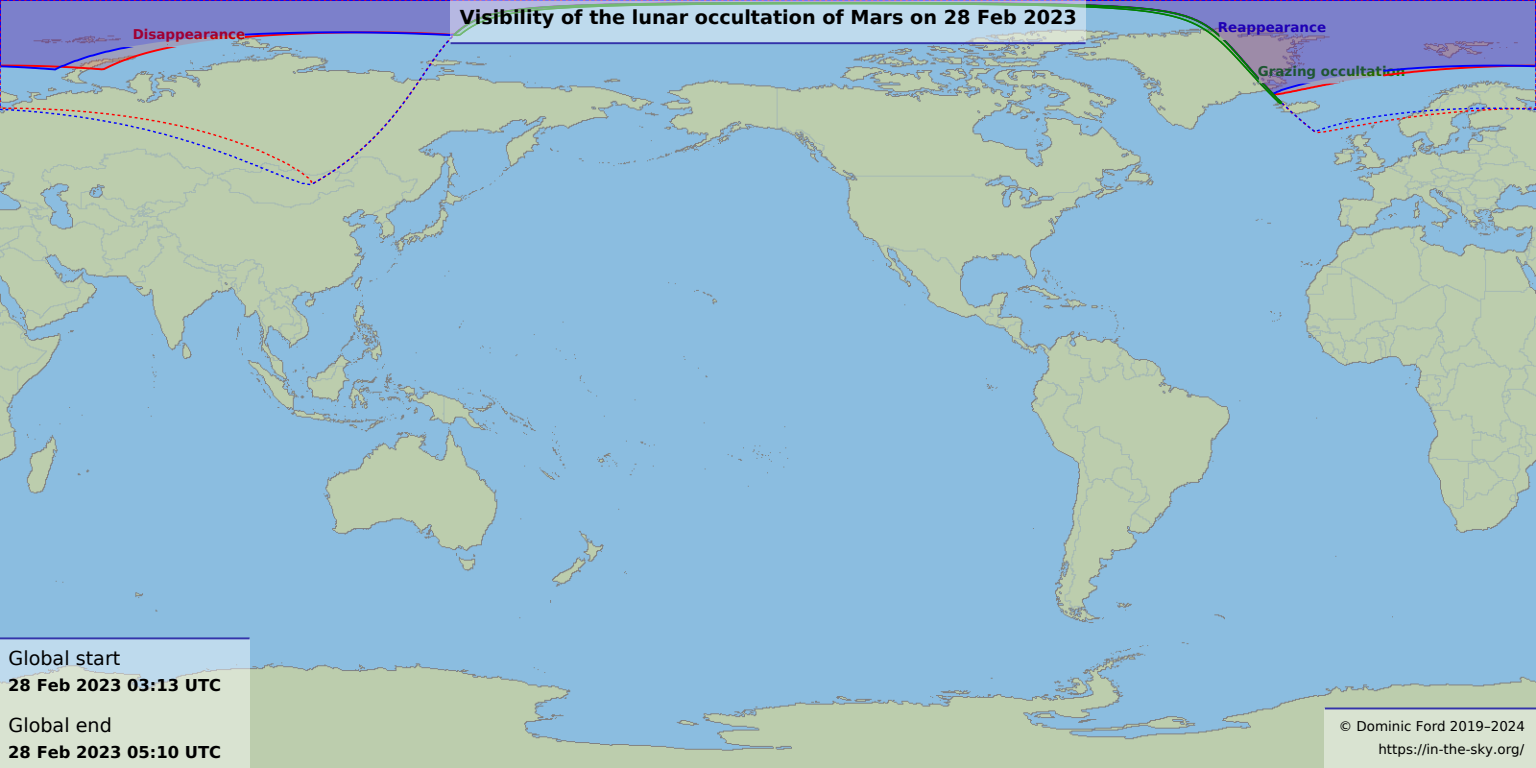 Visibility of the lunar occultation of Mars on 28 Feb 2023
Disappearance
Reappearance
Grazing occultation
Global start
28 Feb 2023 03:13 UTC
Global end
28 Feb 2023 05:10 UTC
© Dominic Ford 2019–2024
https://in-the-sky.org/